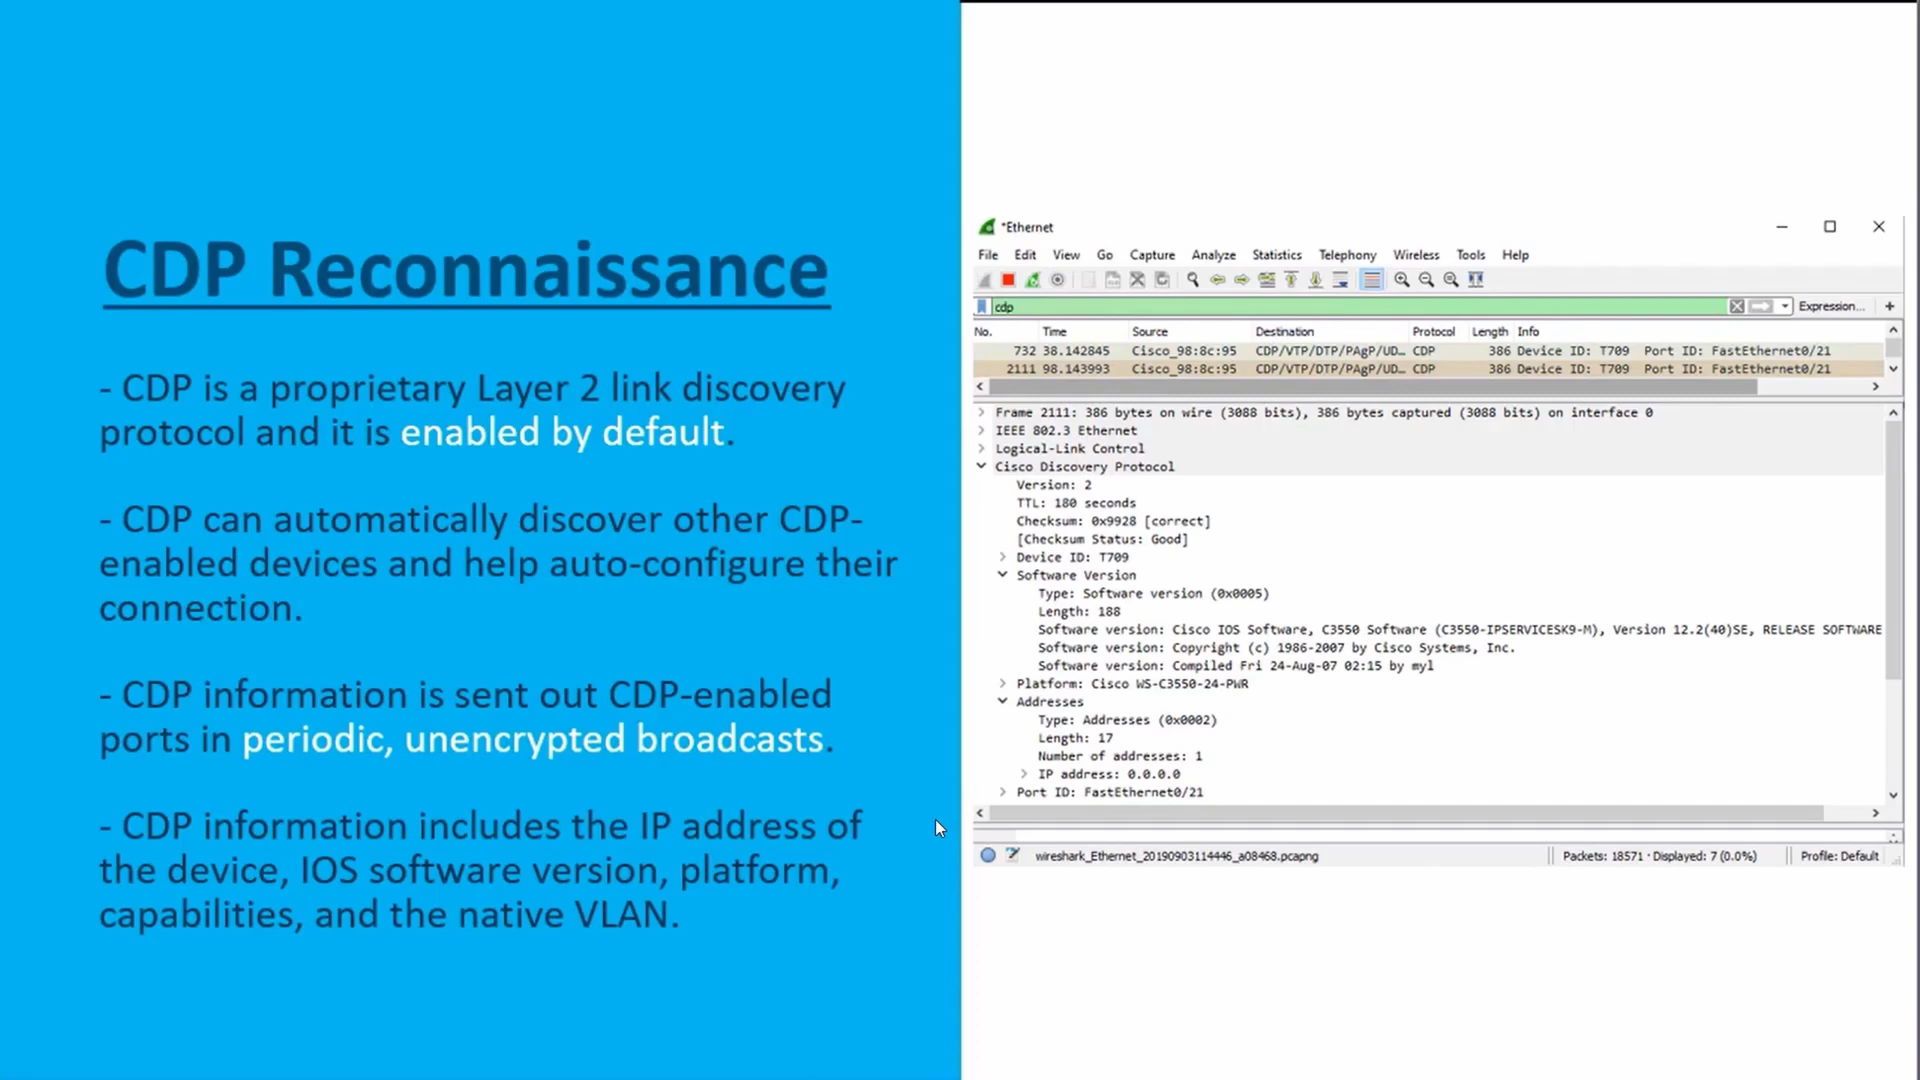 CDP Reconnaissance
- CDP is a proprietary Layer 2 link discovery
protocol and it is enabled by default.
- CDP can automatically discover other CDP-
enabled devices and help auto-configure their
connection.
- CDP information is sent out CDP-enabled
ports in periodic, unencrypted broadcasts.
- CDP information includes the IP address of
the device, IOS software version, platform,
capabilities, and the native VLAN.
*Ethernet
File Edit View Go Capture Analyze Statistics Telephony Wireless Tools Help
cdp Expression... +
No. Time Source Destination Protocol Length Info
732 38.142845 Cisco_98:8c:95 CDP/VTP/DTP/PAgP/UD… CDP 386 Device ID: T709 Port ID: FastEthernet0/21
2111 98.143993 Cisco_98:8c:95 CDP/VTP/DTP/PAgP/UD… CDP 386 Device ID: T709 Port ID: FastEthernet0/21
Frame 2111: 386 bytes on wire (3088 bits), 386 bytes captured (3088 bits) on interface 0
IEEE 802.3 Ethernet
Logical-Link Control
Cisco Discovery Protocol
Version: 2
TTL: 180 seconds
Checksum: 0x9928 [correct]
[Checksum Status: Good]
Device ID: T709
Software Version
Type: Software version (0x0005)
Length: 188
Software version: Cisco IOS Software, C3550 Software (C3550-IPSERVICESK9-M), Version 12.2(40)SE, RELEASE SOFTWARE
Software version: Copyright (c) 1986-2007 by Cisco Systems, Inc.
Software version: Compiled Fri 24-Aug-07 02:15 by myl
Platform: Cisco WS-C3550-24-PWR
Addresses
Type: Addresses (0x0002)
Length: 17
Number of addresses: 1
IP address: 0.0.0.0
Port ID: FastEthernet0/21
wireshark_Ethernet_20190903114446_a08468.pcapng Packets: 18571 · Displayed: 7 (0.0%) Profile: Default